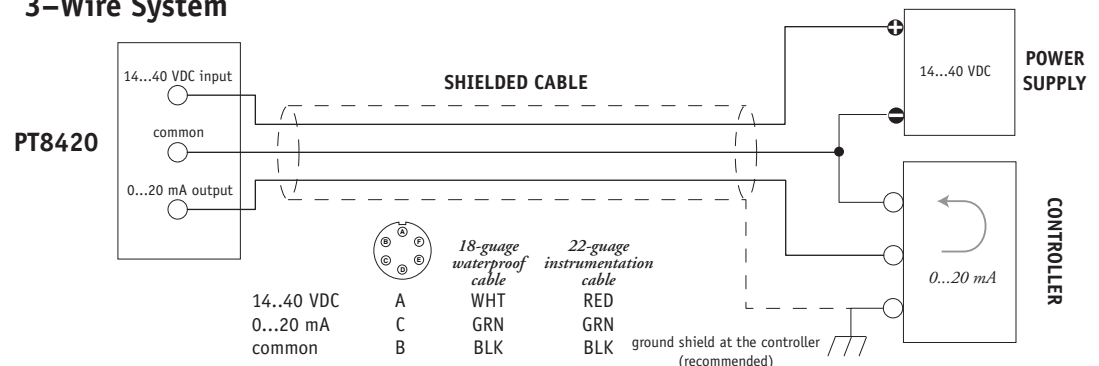 3–Wire System
PT8420
14...40 VDC input
common
0...20 mA output
SHIELDED CABLE
14...40 VDC
POWER
SUPPLY
CONTROLLER
0...20 mA
A
B
F
C
E
D
18-guage
waterproof
cable
22-guage
instrumentation
cable
14..40 VDC A WHT RED
0...20 mA C GRN GRN
common B BLK BLK
ground shield at the controller
(recommended)